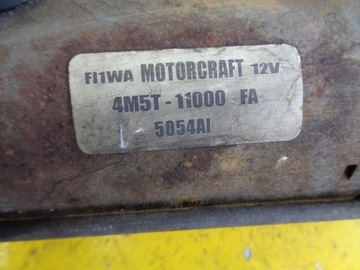 FI1WA MOTORCRAFT 12V
4M5T-11000 FA
5054AI